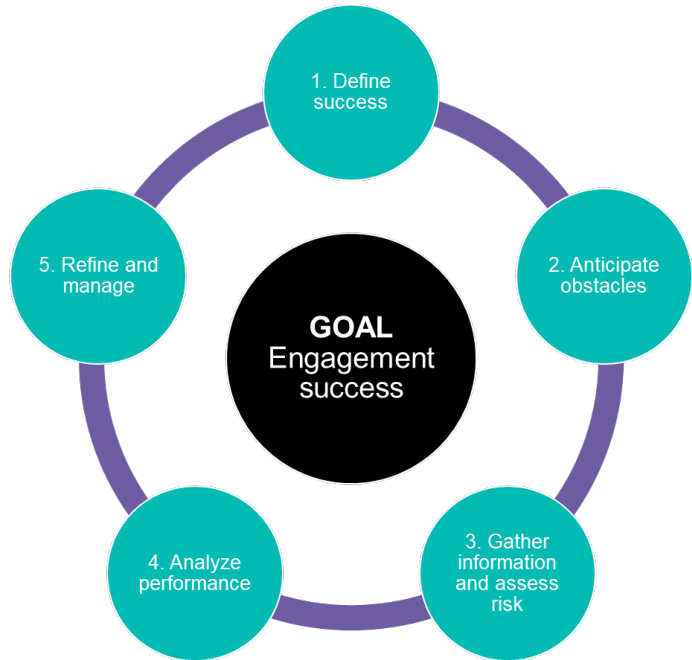 1. Define
success
2. Anticipate
obstacles
3. Gather
information
and assess
risk
4. Analyze
performance
5. Refine and
manage
GOAL
Engagement
success